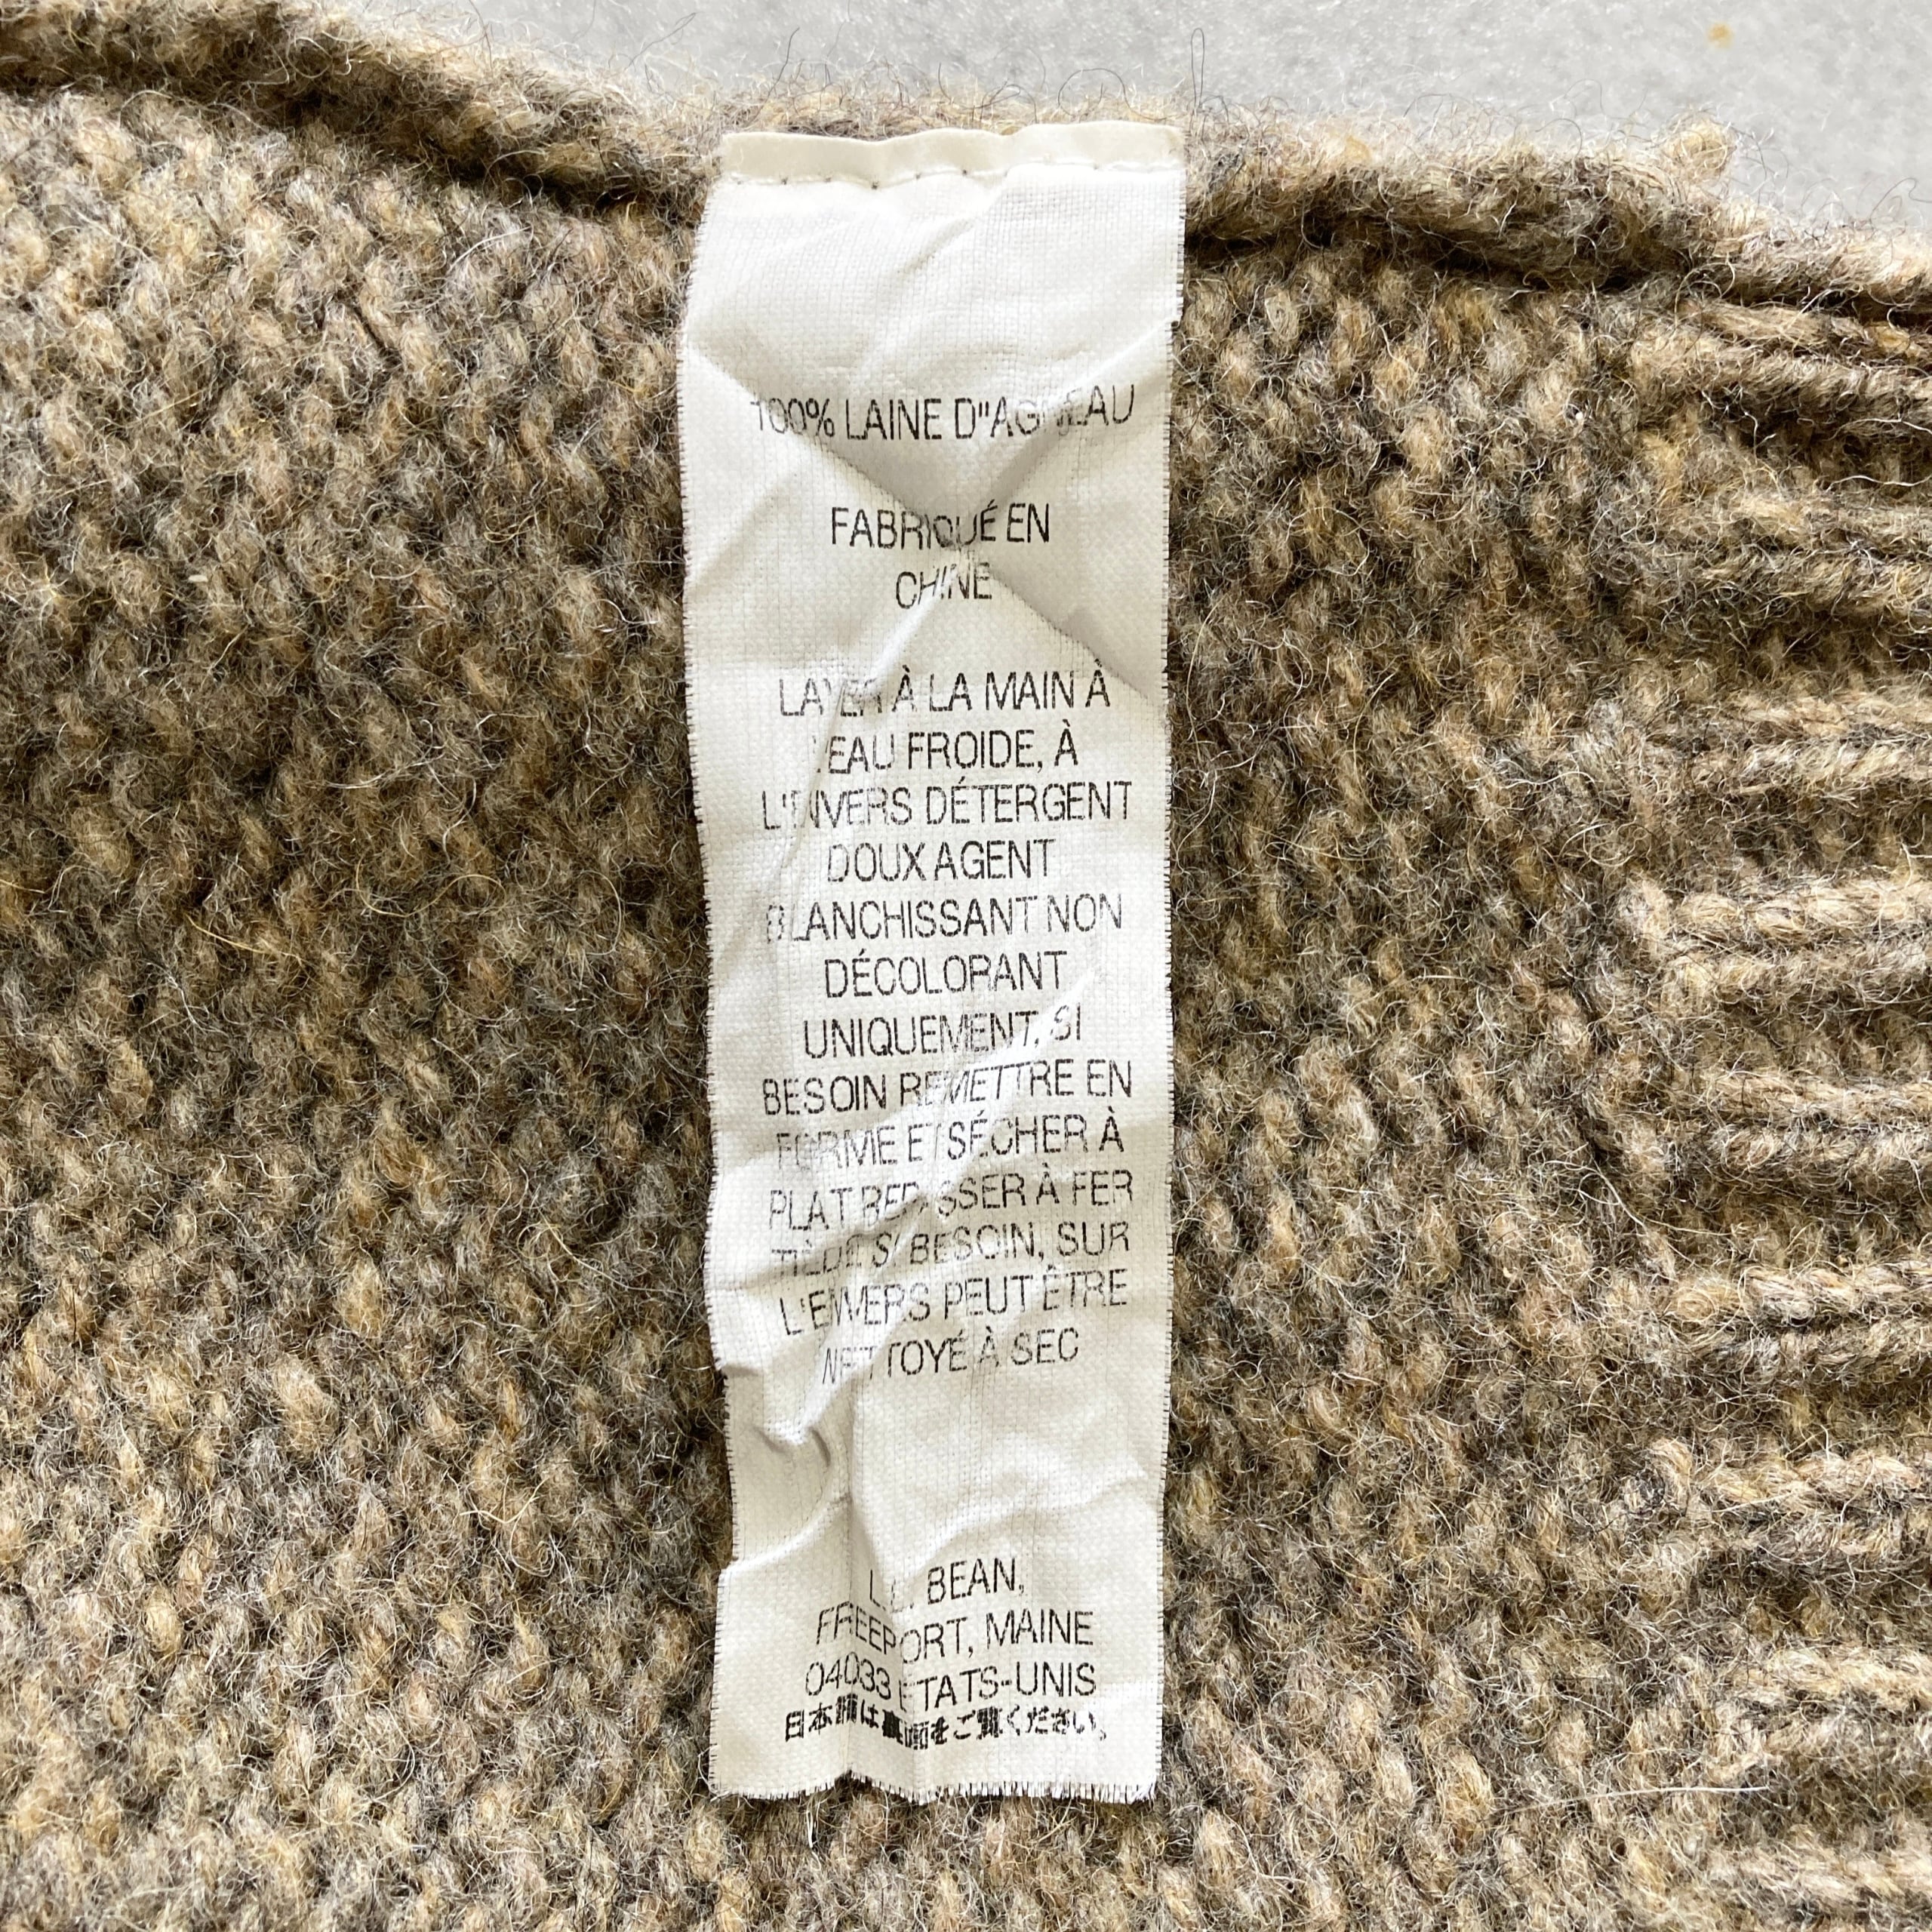 100% LAINE D"AGNEAU
FABRIQUÉ EN
CHINE
LAVER À LA MAIN À
L'EAU FROIDE, À
L'ENVERS DÉTERGENT
DOUX AGENT
BLANCHISSANT NON
DÉCOLORANT
UNIQUEMENT, SI
BESOIN REMETTRE EN
FORME ET SÉCHER À
PLAT REPASSER À FER
TIÈDE SI BESOIN, SUR
L'ENVERS PEUT ÊTRE
NETTOYÉ À SEC
L.L. BEAN,
FREEPORT, MAINE
04033 ETATS-UNIS
日本語は裏面をご覧ください。